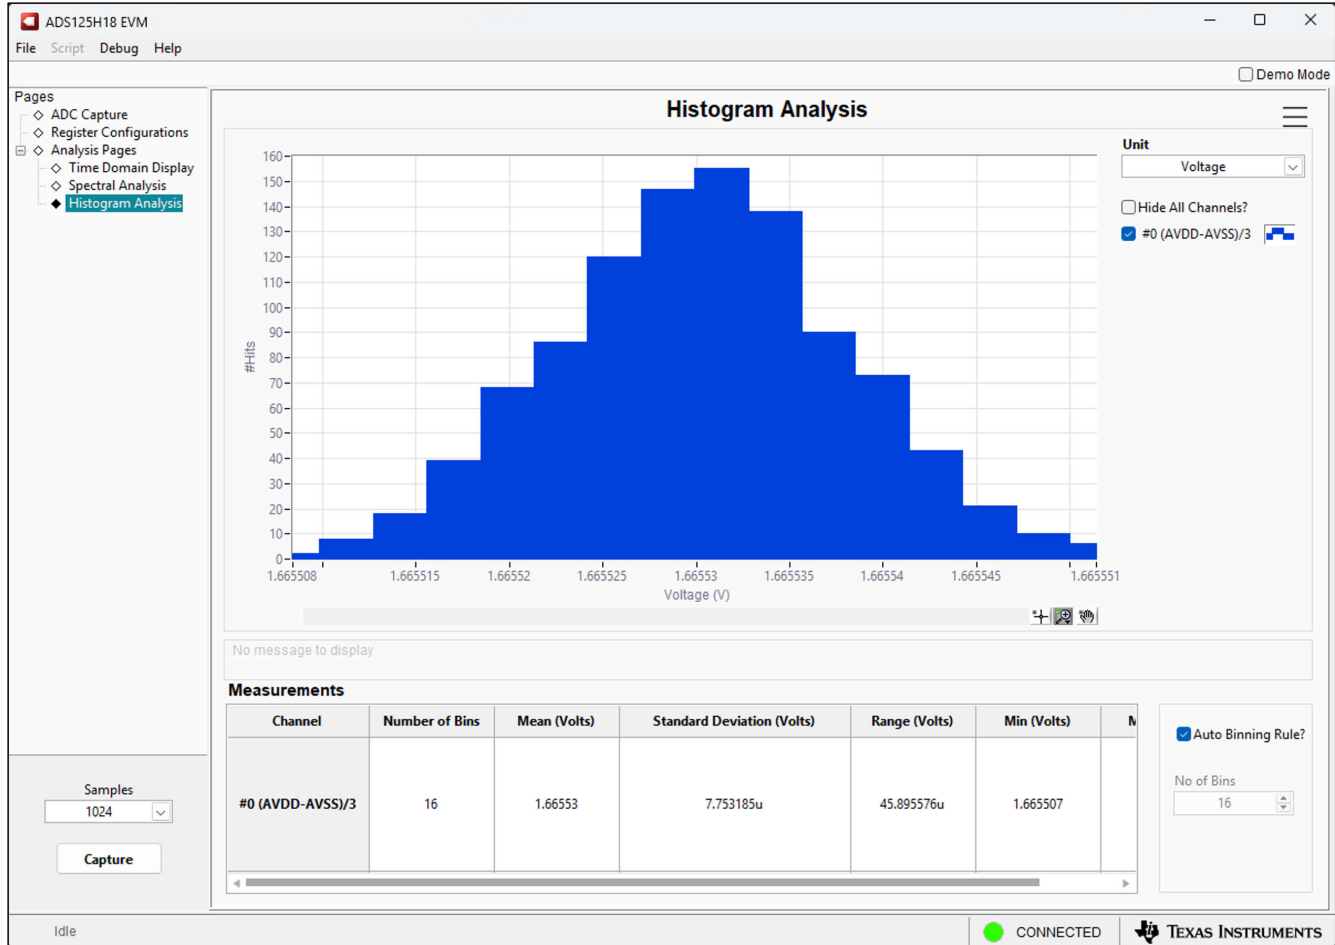 ADS125H18 EVM
File Script Debug Help
Demo Mode
Pages
ADC Capture
Register Configurations
Analysis Pages
Time Domain Display
Spectral Analysis
Histogram Analysis
Histogram Analysis
Unit
Voltage
Hide All Channels?
#0 (AVDD-AVSS)/3
#Hits
160
150
140
130
120
110
100
90
80
70
60
50
40
30
20
10
0
1.665508 1.665515 1.66552 1.665525 1.66553 1.665535 1.66554 1.665545 1.665551
Voltage (V)
No message to display
Measurements
Channel Number of Bins Mean (Volts) Standard Deviation (Volts) Range (Volts) Min (Volts)
#0 (AVDD-AVSS)/3 16 1.66553 7.753185u 45.895576u 1.665507
Auto Binning Rule?
No of Bins
16
Samples
1024
Capture
Idle
CONNECTED
TEXAS INSTRUMENTS